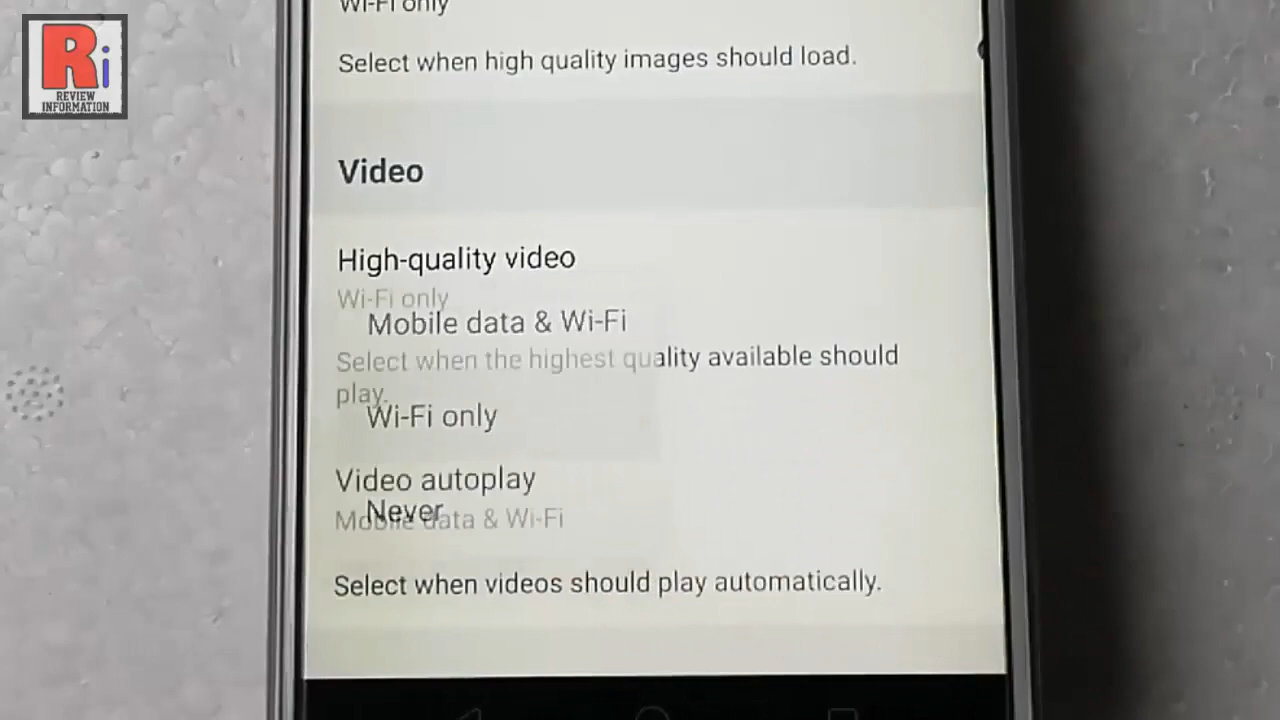 Ri
REVIEW
INFORMATION
Wi-Fi only
Select when high quality images should load.
Video
High-quality video
Wi-Fi only
Mobile data & Wi-Fi
Select when the highest quality available should
play.
Wi-Fi only
Video autoplay
Never
Mobile data & Wi-Fi
Select when videos should play automatically.